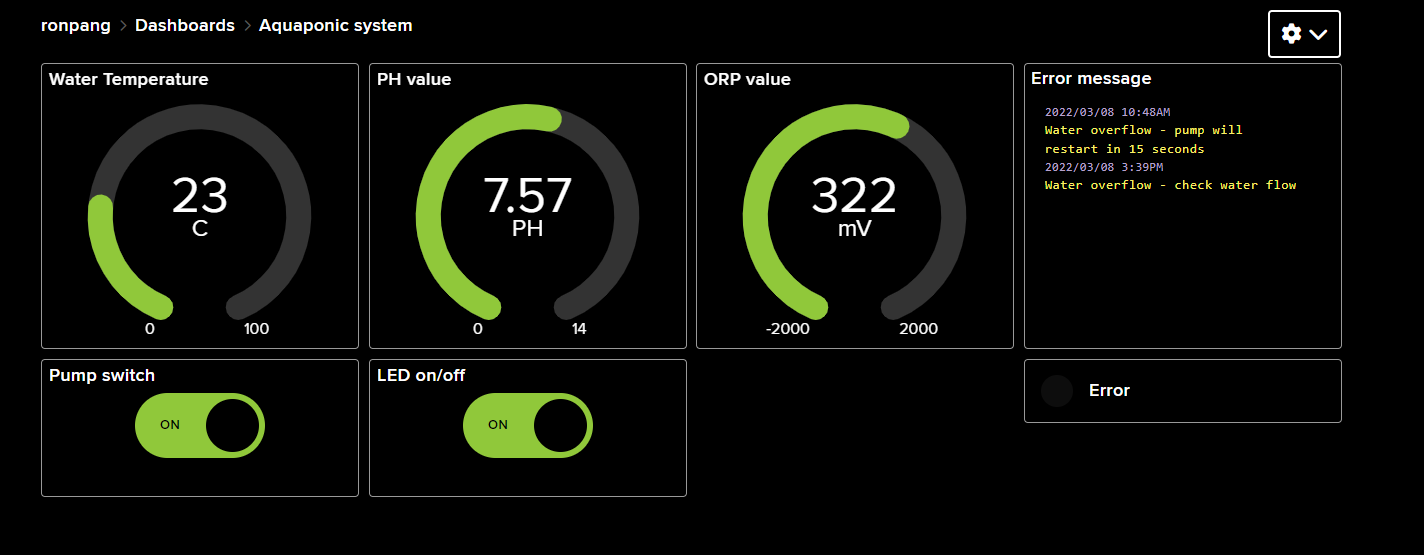 ronpang > Dashboards > Aquaponic system
Water Temperature
23
C
0 100
PH value
7.57
PH
0 14
ORP value
322
mV
-2000 2000
Error message
2022/03/08 10:48AM
Water overflow - pump will
restart in 15 seconds
2022/03/08 3:39PM
Water overflow - check water flow
Pump switch
ON
LED on/off
ON
Error